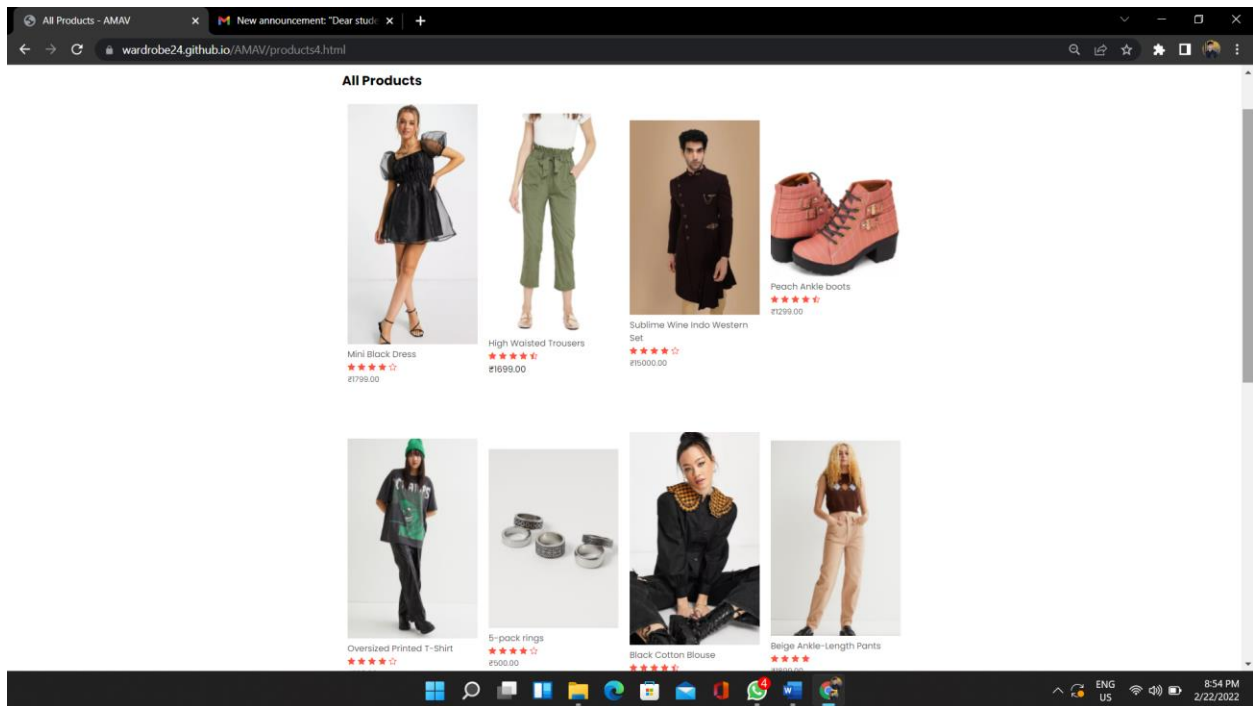 All Products - AMAV
New announcement: "Dear stude
wardrobe24.github.io/AMAV/products4.html
All Products
Mini Black Dress
₹1799.00
High Waisted Trousers
₹1699.00
Sublime Wine Indo Western
Set
₹15000.00
Peach Ankle boots
₹1299.00
Oversized Printed T-Shirt
5-pack rings
₹500.00
Black Cotton Blouse
Beige Ankle-Length Pants
4
ENG
US
8:54 PM
2/22/2022